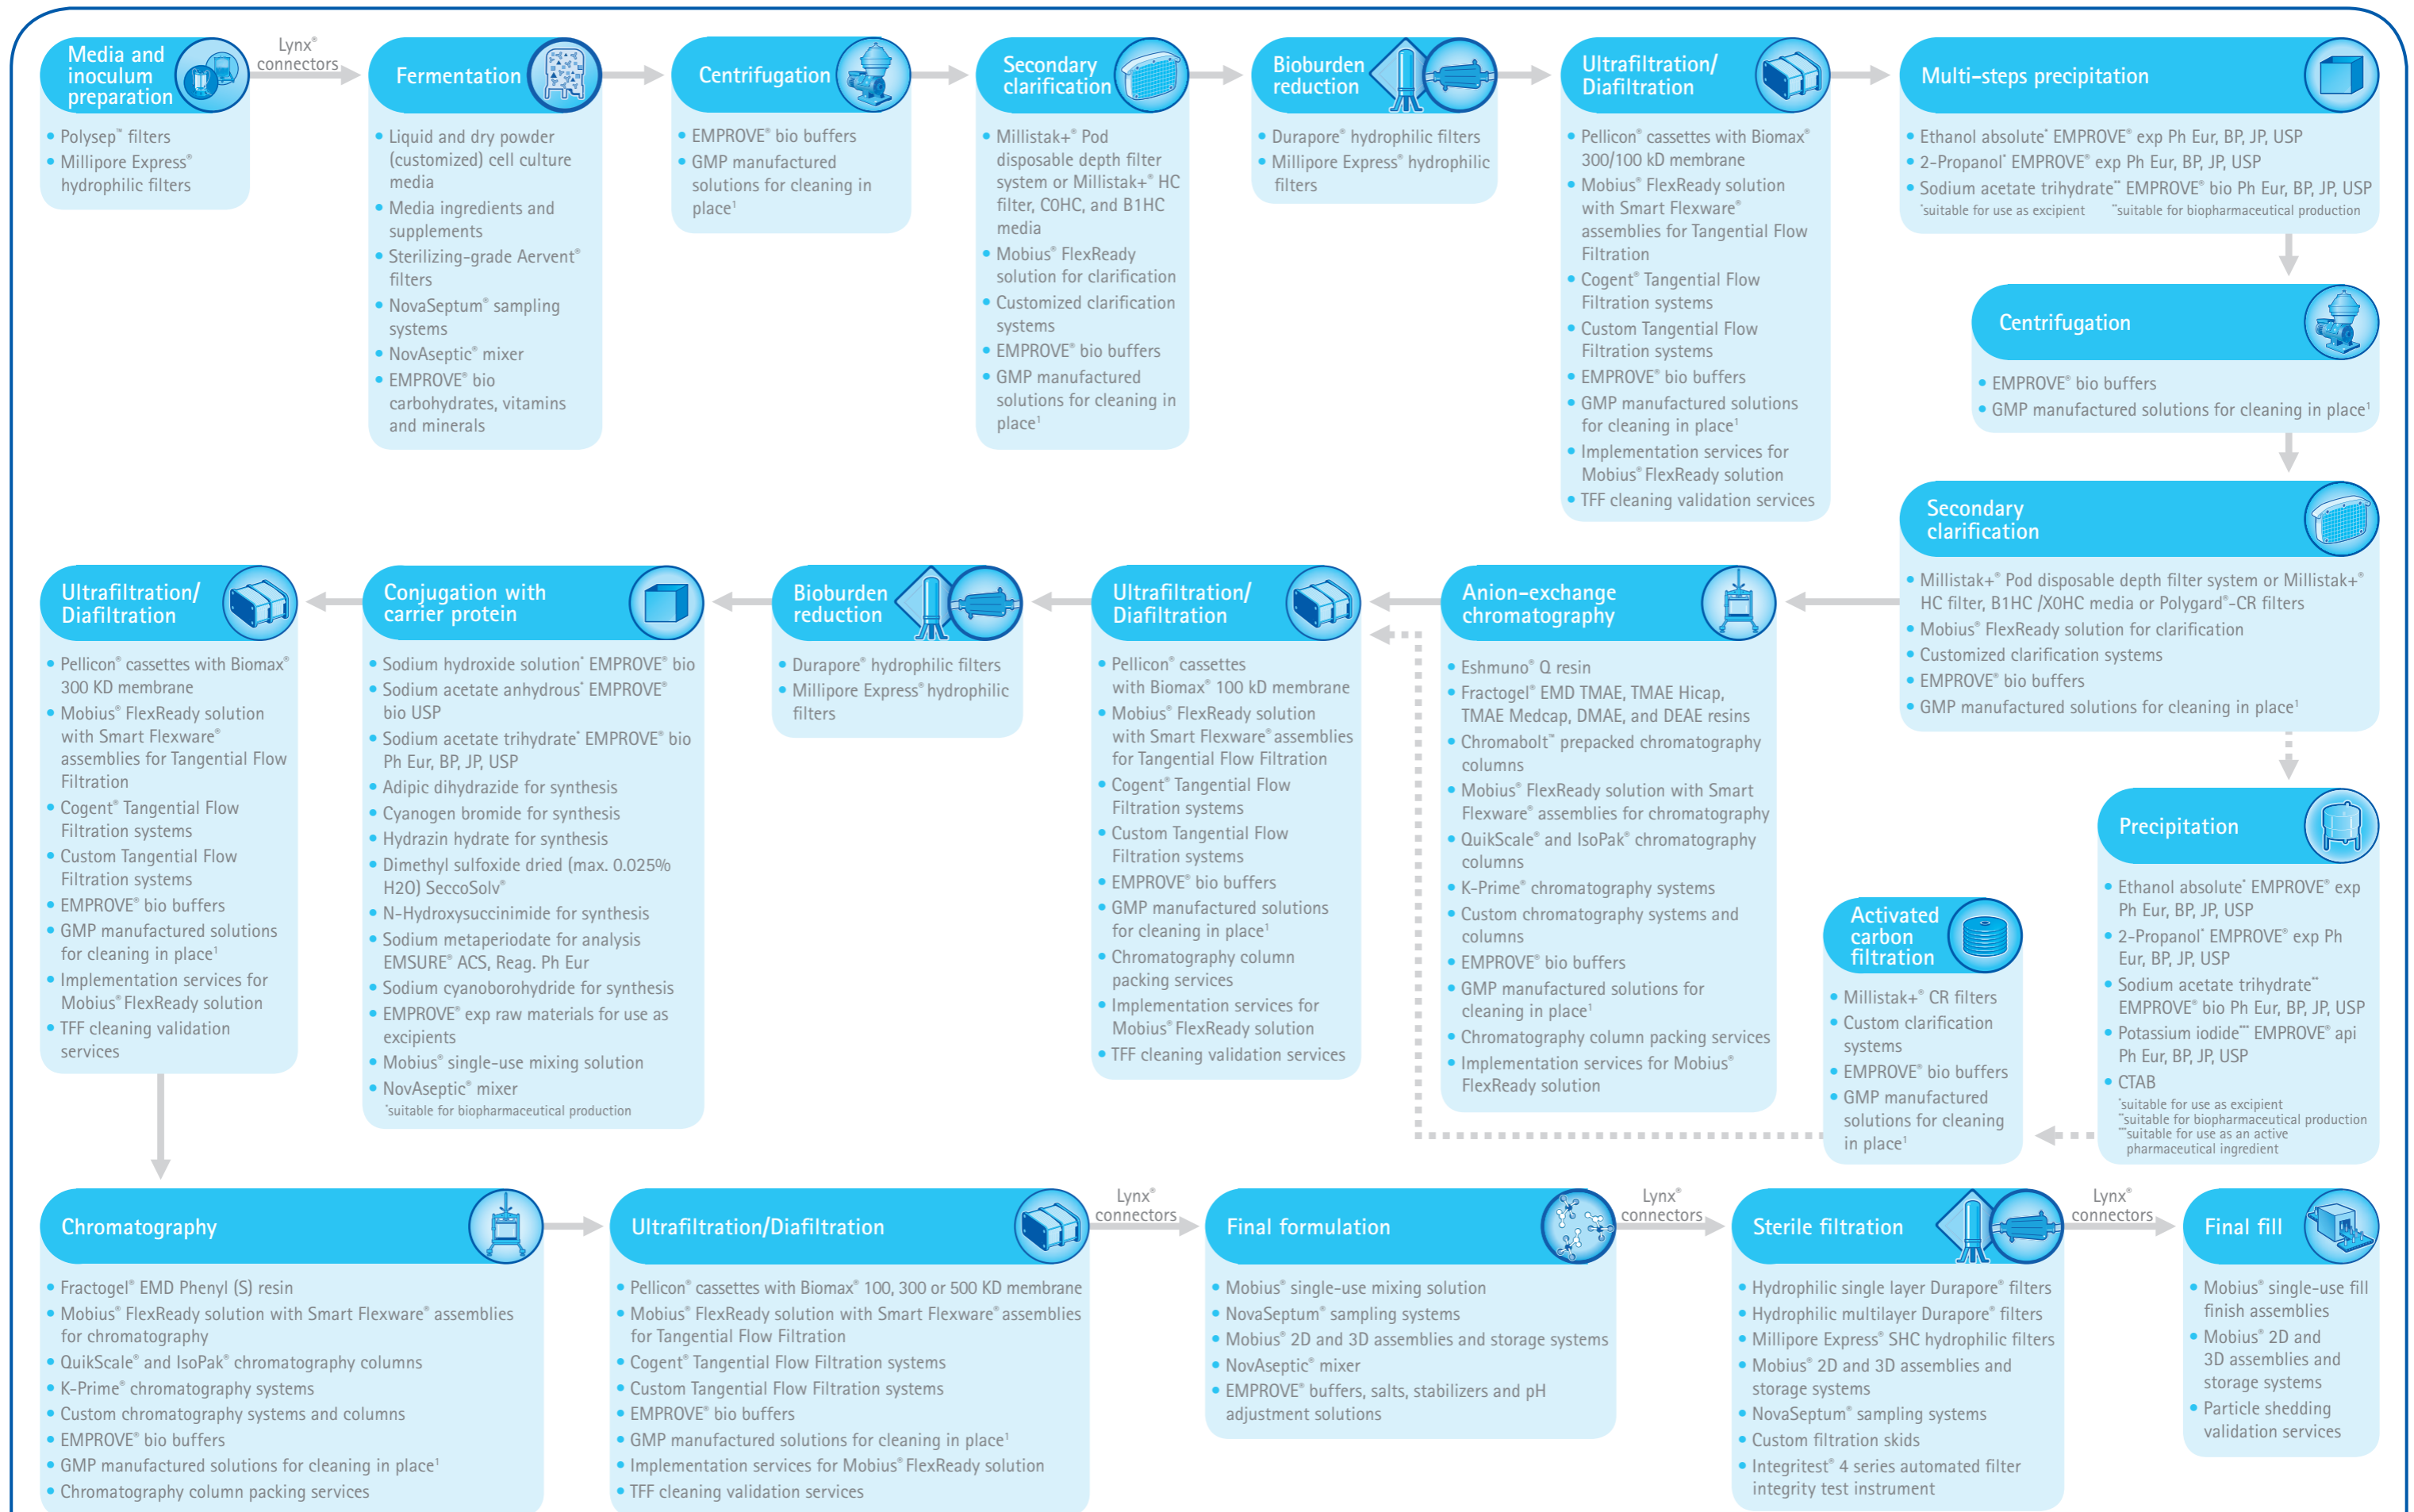 Media and
inoculum
preparation
• Polysep™ filters
• Millipore Express®
hydrophilic filters
Lynx®
connectors
Fermentation
• Liquid and dry powder
(customized) cell culture
media
• Media ingredients and
supplements
• Sterilizing-grade Aervent®
filters
• NovaSeptum® sampling
systems
• NovAseptic® mixer
• EMPROVE® bio
carbohydrates, vitamins
and minerals
Centrifugation
• EMPROVE® bio buffers
• GMP manufactured
solutions for cleaning in
place¹
Secondary
clarification
• Millistak+® Pod
disposable depth filter
system or Millistak+® HC
filter, C0HC, and B1HC
media
• Mobius® FlexReady
solution for clarification
• Customized clarification
systems
• EMPROVE® bio buffers
• GMP manufactured
solutions for cleaning in
place¹
Bioburden
reduction
• Durapore® hydrophilic filters
• Millipore Express® hydrophilic
filters
Ultrafiltration/
Diafiltration
• Pellicon® cassettes with Biomax®
300/100 kD membrane
• Mobius® FlexReady solution
with Smart Flexware®
assemblies for Tangential Flow
Filtration
• Cogent® Tangential Flow
Filtration systems
• Custom Tangential Flow
Filtration systems
• EMPROVE® bio buffers
• GMP manufactured solutions
for cleaning in place¹
• Implementation services for
Mobius® FlexReady solution
• TFF cleaning validation services
Multi-steps precipitation
• Ethanol absolute* EMPROVE® exp Ph Eur, BP, JP, USP
• 2-Propanol* EMPROVE® exp Ph Eur, BP, JP, USP
• Sodium acetate trihydrate** EMPROVE® bio Ph Eur, BP, JP, USP
*suitable for use as excipient **suitable for biopharmaceutical production
Centrifugation
• EMPROVE® bio buffers
• GMP manufactured solutions for cleaning in place¹
Secondary
clarification
• Millistak+® Pod disposable depth filter system or Millistak+®
HC filter, B1HC /X0HC media or Polygard®-CR filters
• Mobius® FlexReady solution for clarification
• Customized clarification systems
• EMPROVE® bio buffers
• GMP manufactured solutions for cleaning in place¹
Precipitation
• Ethanol absolute* EMPROVE® exp
Ph Eur, BP, JP, USP
• 2-Propanol* EMPROVE® exp Ph
Eur, BP, JP, USP
• Sodium acetate trihydrate**
EMPROVE® bio Ph Eur, BP, JP, USP
• Potassium iodide*** EMPROVE® api
Ph Eur, BP, JP, USP
• CTAB
*suitable for use as excipient
**suitable for biopharmaceutical production
***suitable for use as an active
pharmaceutical ingredient
Activated
carbon
filtration
• Millistak+® CR filters
• Custom clarification
systems
• EMPROVE® bio buffers
• GMP manufactured
solutions for cleaning
in place¹
Anion-exchange
chromatography
• Eshmuno® Q resin
• Fractogel® EMD TMAE, TMAE Hicap,
TMAE Medcap, DMAE, and DEAE resins
• Chromabolt™ prepacked chromatography
columns
• Mobius® FlexReady solution with Smart
Flexware® assemblies for chromatography
• QuikScale® and IsoPak® chromatography
columns
• K-Prime® chromatography systems
• Custom chromatography systems and
columns
• EMPROVE® bio buffers
• GMP manufactured solutions for
cleaning in place¹
• Chromatography column packing services
• Implementation services for Mobius®
FlexReady solution
Ultrafiltration/
Diafiltration
• Pellicon® cassettes
with Biomax® 100 kD membrane
• Mobius® FlexReady solution
with Smart Flexware® assemblies
for Tangential Flow Filtration
• Cogent® Tangential Flow
Filtration systems
• Custom Tangential Flow
Filtration systems
• EMPROVE® bio buffers
• GMP manufactured solutions
for cleaning in place¹
• Chromatography column
packing services
• Implementation services for
Mobius® FlexReady solution
• TFF cleaning validation services
Bioburden
reduction
• Durapore® hydrophilic filters
• Millipore Express® hydrophilic
filters
Conjugation with
carrier protein
• Sodium hydroxide solution* EMPROVE® bio
• Sodium acetate anhydrous* EMPROVE®
bio USP
• Sodium acetate trihydrate* EMPROVE® bio
Ph Eur, BP, JP, USP
• Adipic dihydrazide for synthesis
• Cyanogen bromide for synthesis
• Hydrazin hydrate for synthesis
• Dimethyl sulfoxide dried (max. 0.025%
H2O) SeccoSolv®
• N-Hydroxysuccinimide for synthesis
• Sodium metaperiodate for analysis
EMSURE® ACS, Reag. Ph Eur
• Sodium cyanoborohydride for synthesis
• EMPROVE® exp raw materials for use as
excipients
• Mobius® single-use mixing solution
• NovAseptic® mixer
*suitable for biopharmaceutical production
Ultrafiltration/
Diafiltration
• Pellicon® cassettes with Biomax®
300 KD membrane
• Mobius® FlexReady solution
with Smart Flexware®
assemblies for Tangential Flow
Filtration
• Cogent® Tangential Flow
Filtration systems
• Custom Tangential Flow
Filtration systems
• EMPROVE® bio buffers
• GMP manufactured solutions
for cleaning in place¹
• Implementation services for
Mobius® FlexReady solution
• TFF cleaning validation
services
Chromatography
• Fractogel® EMD Phenyl (S) resin
• Mobius® FlexReady solution with Smart Flexware® assemblies
for chromatography
• QuikScale® and IsoPak® chromatography columns
• K-Prime® chromatography systems
• Custom chromatography systems and columns
• EMPROVE® bio buffers
• GMP manufactured solutions for cleaning in place¹
• Chromatography column packing services
Ultrafiltration/Diafiltration
• Pellicon® cassettes with Biomax® 100, 300 or 500 KD membrane
• Mobius® FlexReady solution with Smart Flexware® assemblies
for Tangential Flow Filtration
• Cogent® Tangential Flow Filtration systems
• Custom Tangential Flow Filtration systems
• EMPROVE® bio buffers
• GMP manufactured solutions for cleaning in place¹
• Implementation services for Mobius® FlexReady solution
• TFF cleaning validation services
Lynx®
connectors
Final formulation
• Mobius® single-use mixing solution
• NovaSeptum® sampling systems
• Mobius® 2D and 3D assemblies and storage systems
• NovAseptic® mixer
• EMPROVE® buffers, salts, stabilizers and pH
adjustment solutions
Lynx®
connectors
Sterile filtration
• Hydrophilic single layer Durapore® filters
• Hydrophilic multilayer Durapore® filters
• Millipore Express® SHC hydrophilic filters
• Mobius® 2D and 3D assemblies and
storage systems
• NovaSeptum® sampling systems
• Custom filtration skids
• Integritest® 4 series automated filter
integrity test instrument
Lynx®
connectors
Final fill
• Mobius® single-use fill
finish assemblies
• Mobius® 2D and
3D assemblies and
storage systems
• Particle shedding
validation services